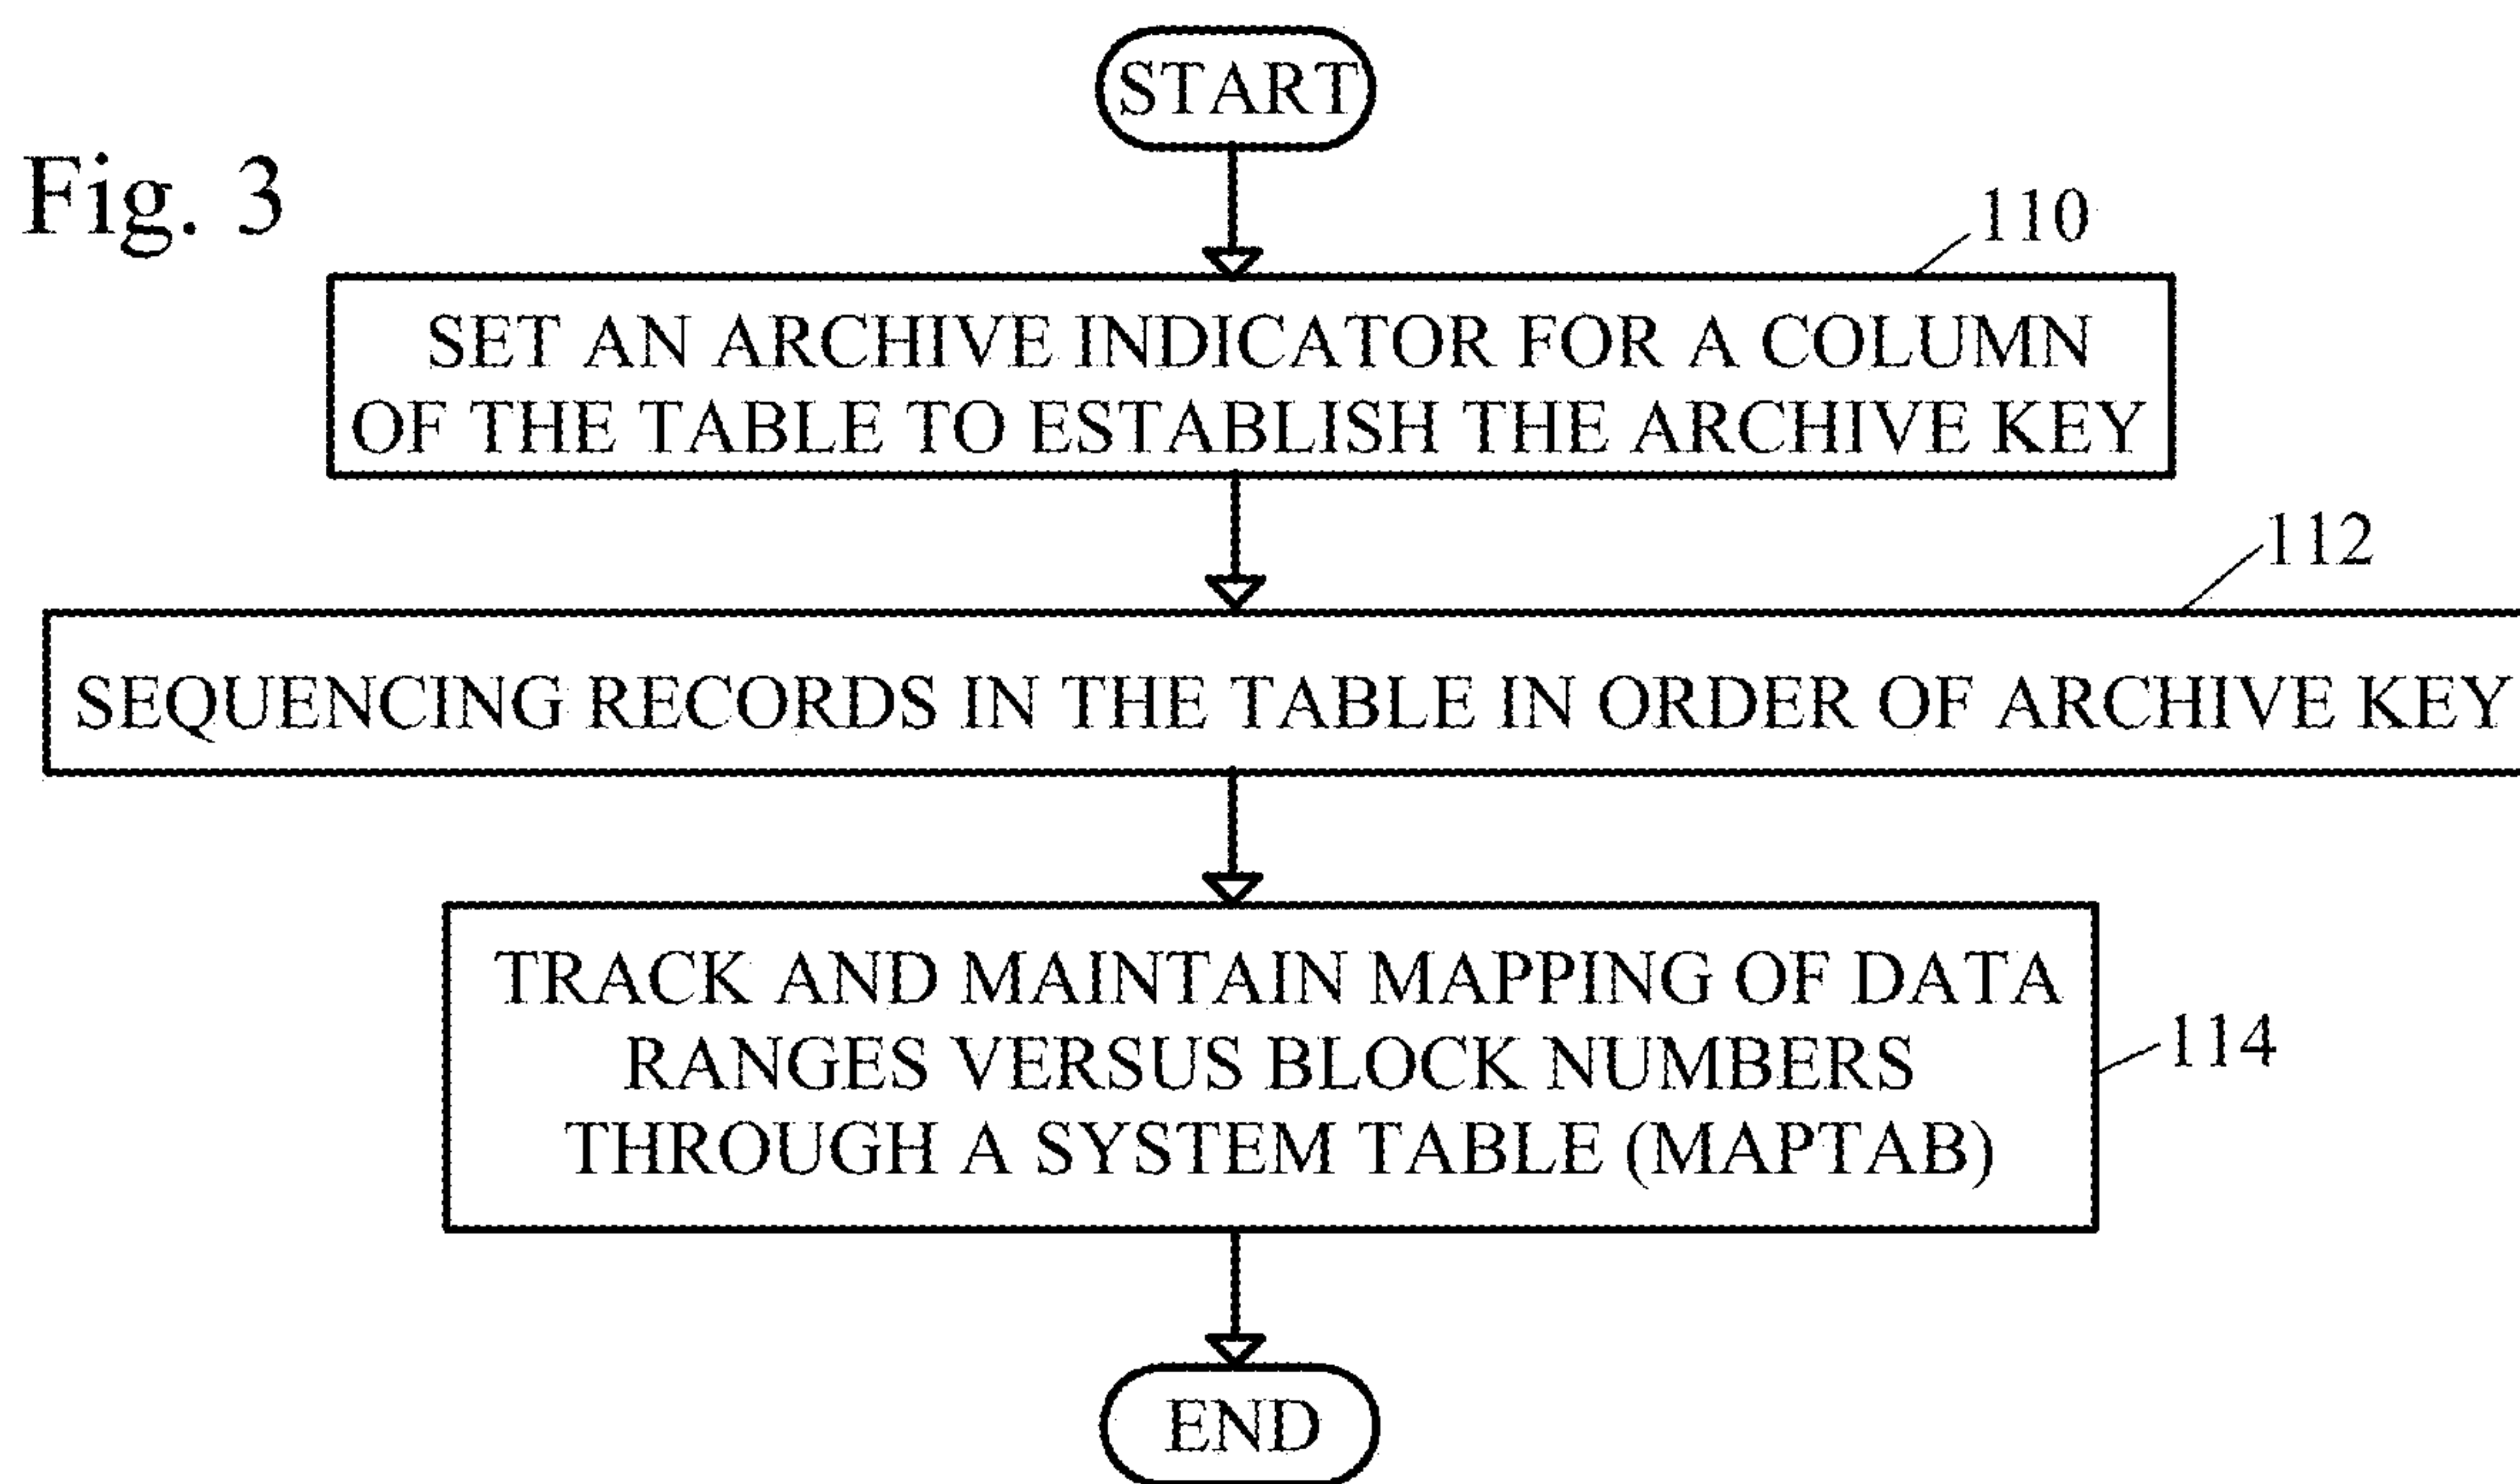 START
Fig. 3
110
SET AN ARCHIVE INDICATOR FOR A COLUMN
OF THE TABLE TO ESTABLISH THE ARCHIVE KEY
112
SEQUENCING RECORDS IN THE TABLE IN ORDER OF ARCHIVE KEY
TRACK AND MAINTAIN MAPPING OF DATA
RANGES VERSUS BLOCK NUMBERS
THROUGH A SYSTEM TABLE (MAPTAB)
114
END